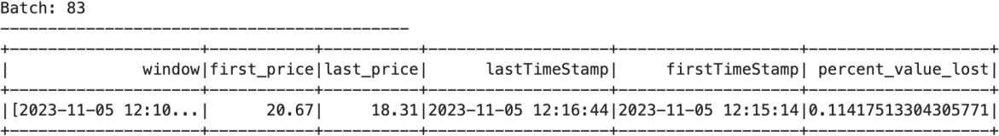 Batch: 83
-------------------------------------------
+--------------------+-----------+----------+-------------------+-------------------+-------------------+
|              window|first_price|last_price|      lastTimeStamp|     firstTimeStamp| percent_value_lost|
+--------------------+-----------+----------+-------------------+-------------------+-------------------+
|[2023-11-05 12:10...|      20.67|     18.31|2023-11-05 12:16:44|2023-11-05 12:15:14|0.11417513304305771|
+--------------------+-----------+----------+-------------------+-------------------+-------------------+